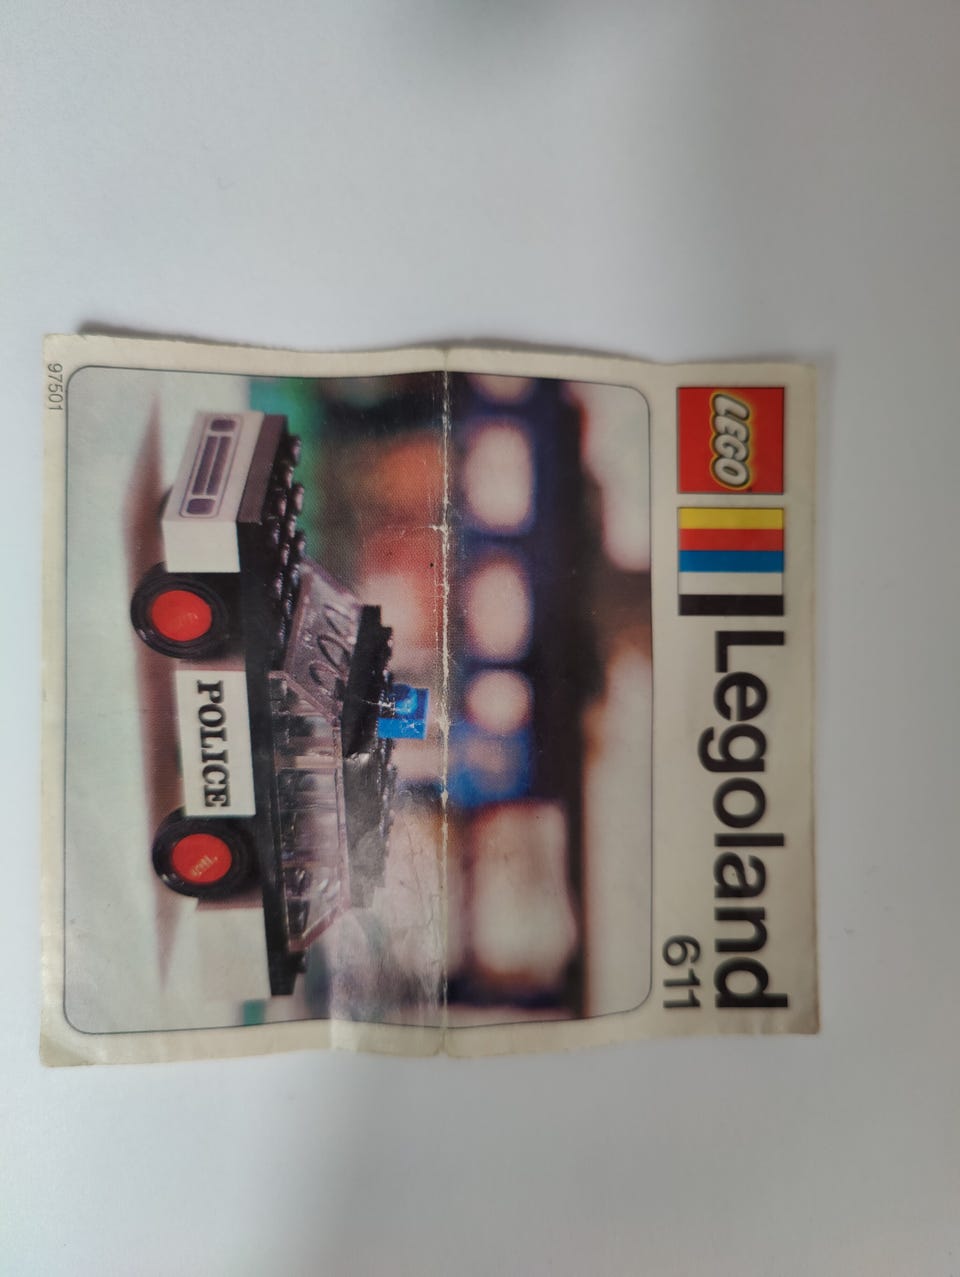 LEGO
Legoland
611
POLICE
97501